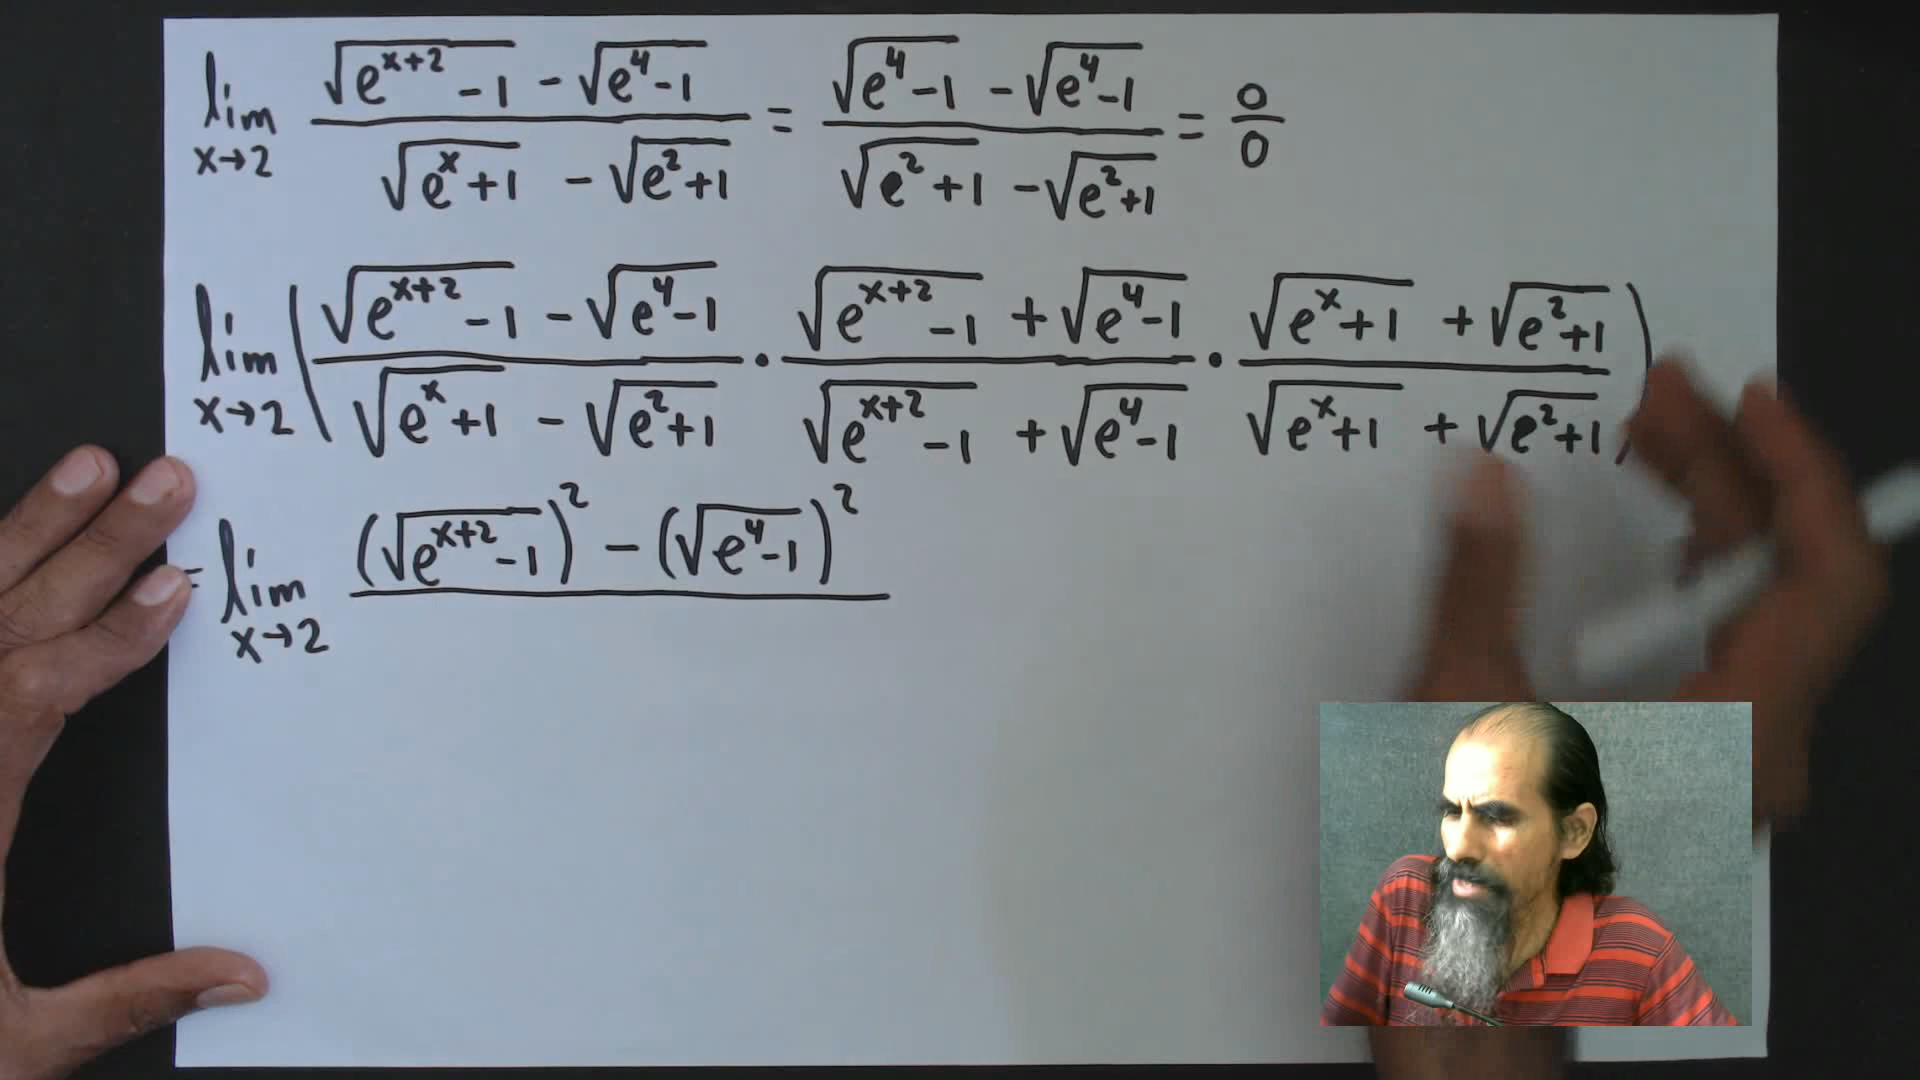 lim x→2 (√(e^(x+2) -1) - √(e^4-1)) / (√(e^x+1) - √(e^2+1)) = (√(e^4-1) - √(e^4-1)) / (√(e^2+1) - √(e^2+1)) = 0/0
lim x→2 ( (√(e^(x+2) -1) - √(e^4-1)) / (√(e^x+1) - √(e^2+1)) · (√(e^(x+2) -1) + √(e^4-1)) / (√(e^(x+2) -1) + √(e^4-1)) · (√(e^x+1) + √(e^2+1)) / (√(e^x+1) + √(e^2+1)) )
= lim x→2 (√(e^(x+2) -1))^2 - (√(e^4-1))^2